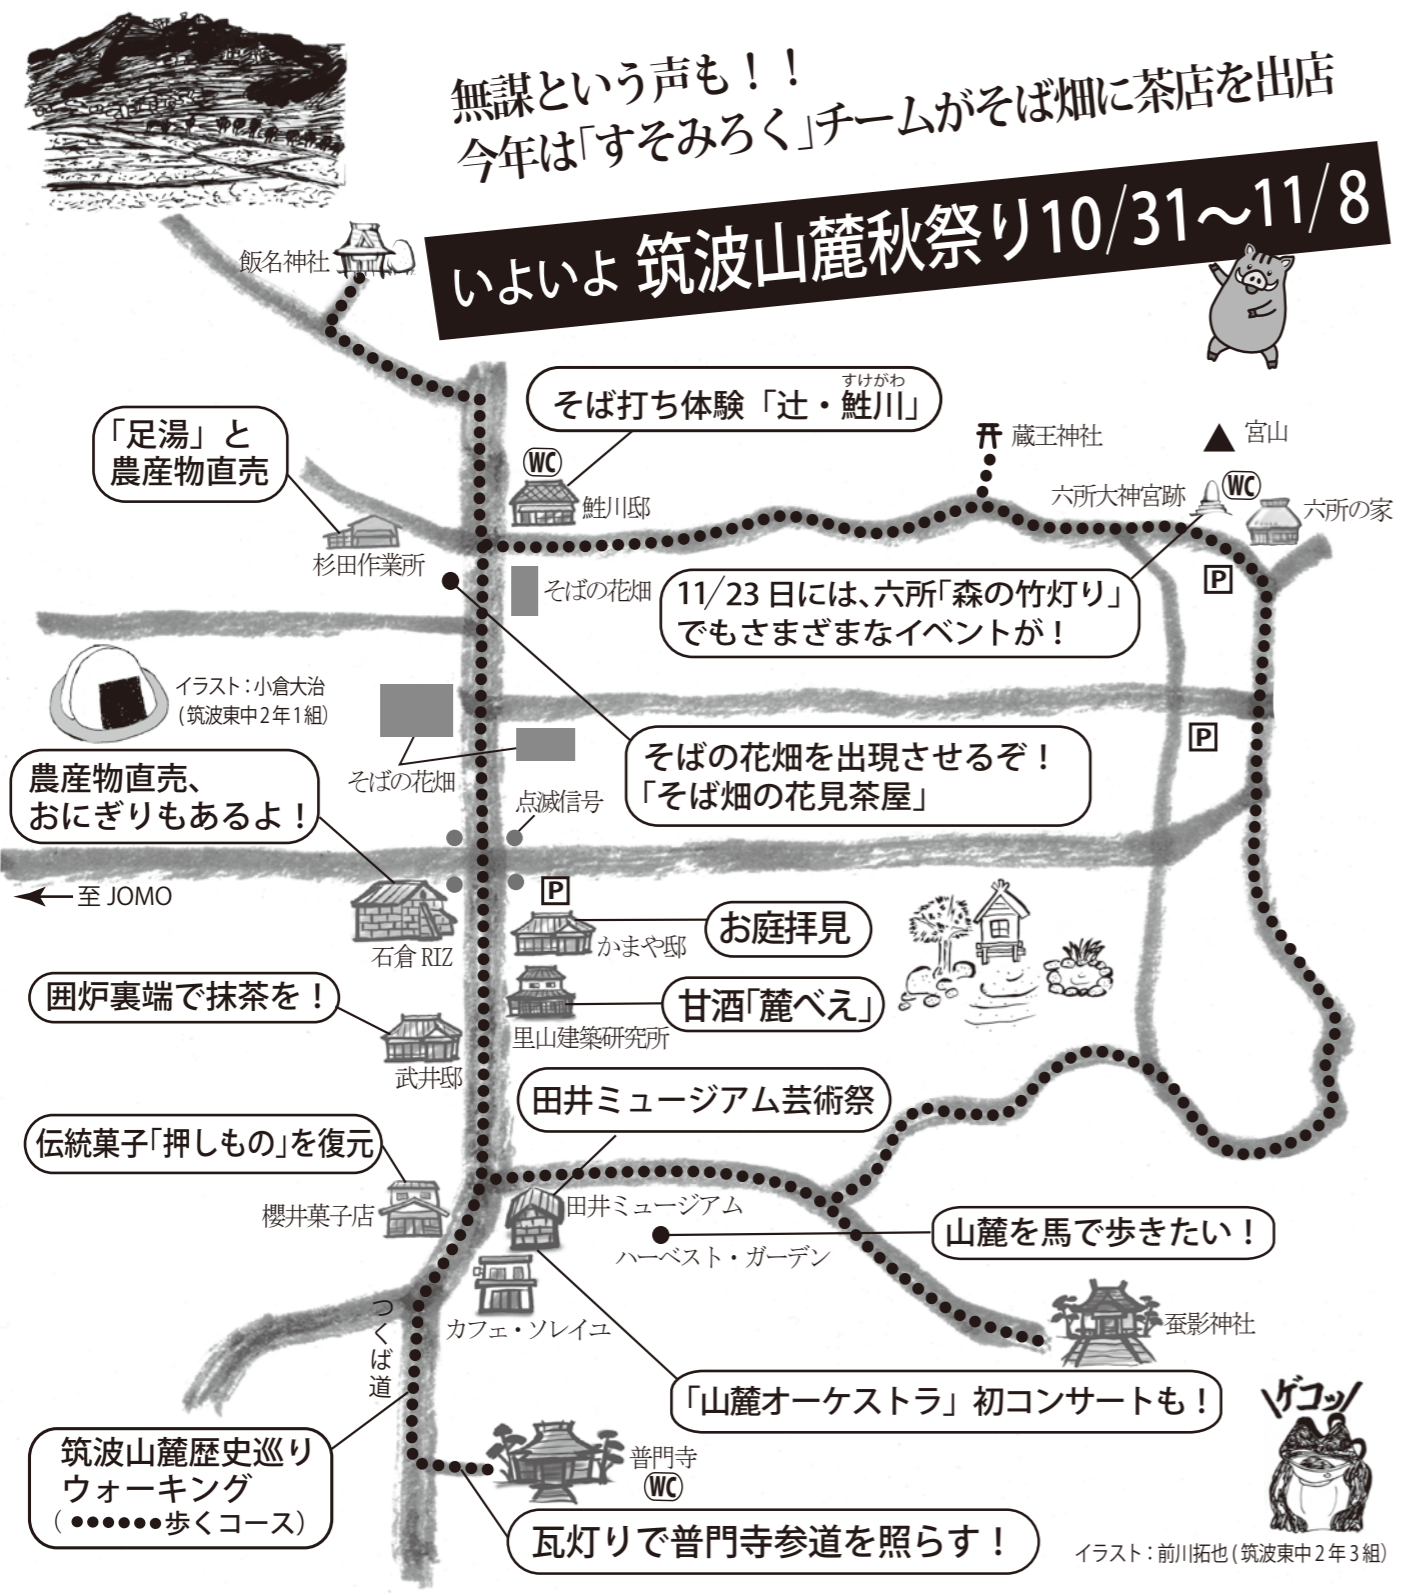 無謀という声も！！
今年は「すそみろく」チームがそば畑に茶店を出店
いよいよ 筑波山麓秋祭り10/31～11/8
飯名神社
そば打ち体験「辻・鮏川」
すけがわ
「足湯」と
農産物直売
WC
鮏川邸
蔵王神社
宮山
六所大神宮跡
WC
六所の家
杉田作業所
そばの花畑
P
11/23 日には、六所「森の竹灯り」
でもさまざまなイベントが！
イラスト：小倉大治
(筑波東中２年１組)
そばの花畑
P
そばの花畑を出現させるぞ！
「そば畑の花見茶屋」
農産物直売、
おにぎりもあるよ！
点滅信号
至 JOMO
P
石倉 RIZ
かまや邸
お庭拝見
囲炉裏端で抹茶を！
甘酒「麓べえ」
里山建築研究所
武井邸
田井ミュージアム芸術祭
伝統菓子「押しもの」を復元
櫻井菓子店
田井ミュージアム
ハーベスト・ガーデン
山麓を馬で歩きたい！
カフェ・ソレイユ
蚕影神社
つくば道
「山麓オーケストラ」初コンサートも！
ゲコッ
筑波山麓歴史巡り
ウォーキング
（●●●●●●歩くコース）
普門寺
WC
瓦灯りで普門寺参道を照らす！
イラスト：前川拓也(筑波東中２年３組)